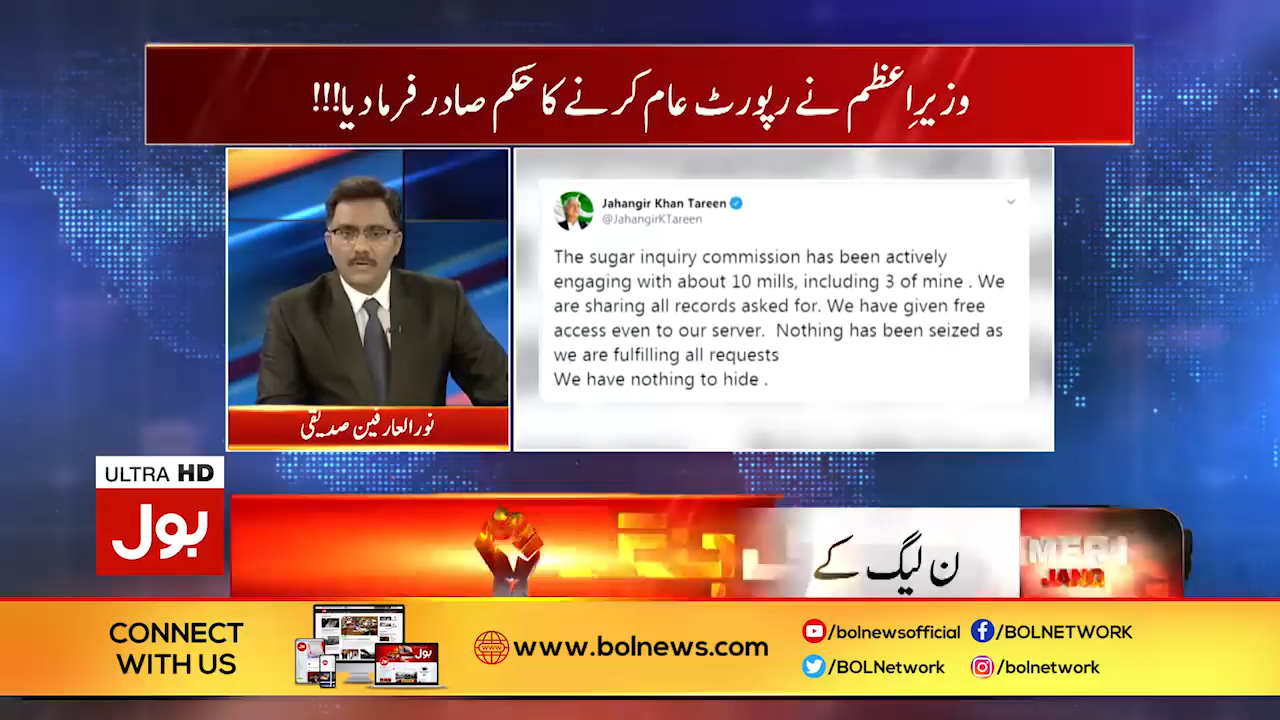 وزیرِاعظم نے رپورٹ عام کرنے کا حکم صادر فرما دیا!!!
Jahangir Khan Tareen
@JahangirKTareen
The sugar inquiry commission has been actively
engaging with about 10 mills, including 3 of mine . We
are sharing all records asked for. We have given free
access even to our server. Nothing has been seized as
we are fulfilling all requests
We have nothing to hide .
نورالعارفین صدیقی
ULTRA HD
بول
ن لیگ کے
MERI
JANG
CONNECT
WITH US
www.bolnews.com
/bolnewsofficial
/BOLNETWORK
/BOLNetwork
/bolnetwork